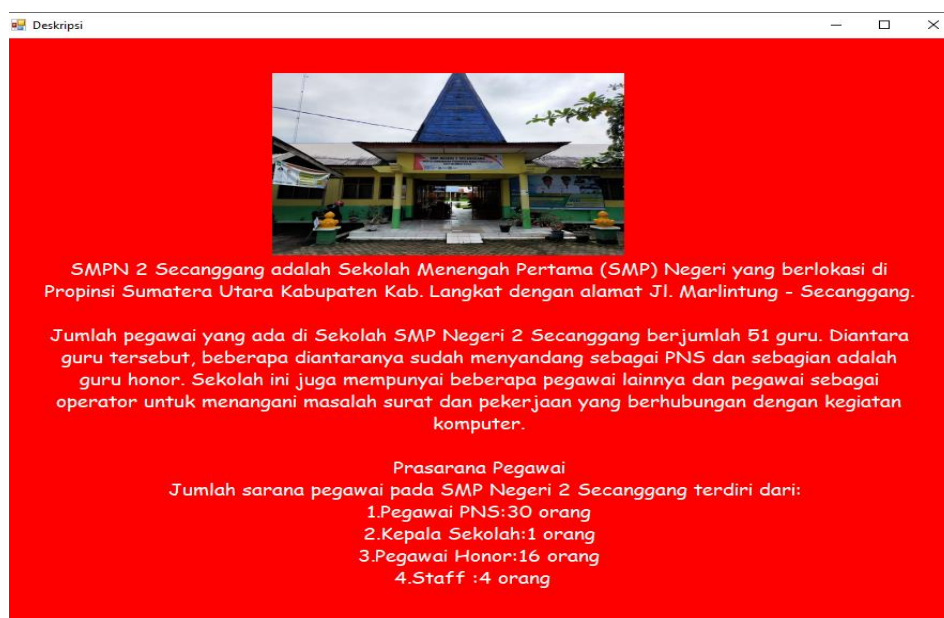 Deskripsi
SMPN 2 Secanggang adalah Sekolah Menengah Pertama (SMP) Negeri yang berlokasi di
Propinsi Sumatera Utara Kabupaten Kab. Langkat dengan alamat Jl. Marlintung - Secanggang.
Jumlah pegawai yang ada di Sekolah SMP Negeri 2 Secanggang berjumlah 51 guru. Diantara
guru tersebut, beberapa diantaranya sudah menyandang sebagai PNS dan sebagian adalah
guru honor. Sekolah ini juga mempunyai beberapa pegawai lainnya dan pegawai sebagai
operator untuk menangani masalah surat dan pekerjaan yang berhubungan dengan kegiatan
komputer.
Prasarana Pegawai
Jumlah sarana pegawai pada SMP Negeri 2 Secanggang terdiri dari:
1.Pegawai PNS:30 orang
2.Kepala Sekolah:1 orang
3.Pegawai Honor:16 orang
4.Staff :4 orang